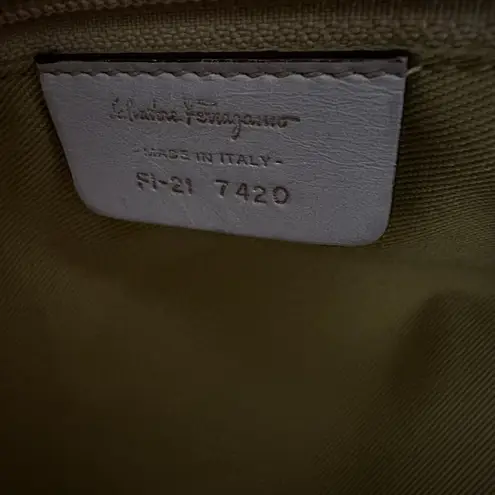 Salvatore Ferragamo
- MADE IN ITALY -
FI-21 7420